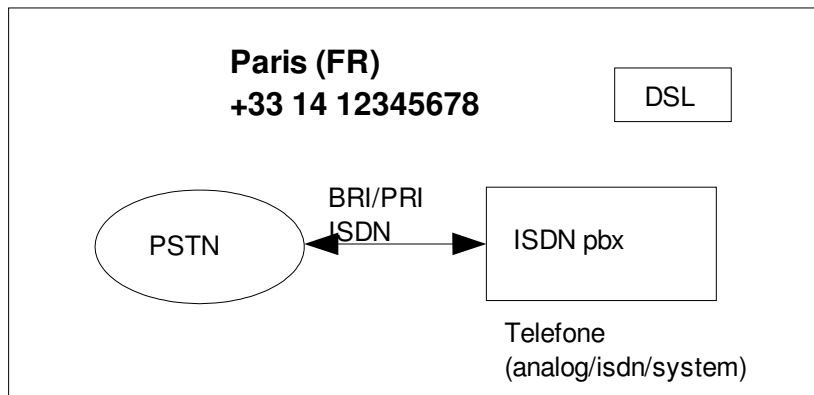 Paris (FR)
+33 14 12345678
DSL
BRI/PRI
ISDN
PSTN
ISDN pbx
Telefone
(analog/isdn/system)